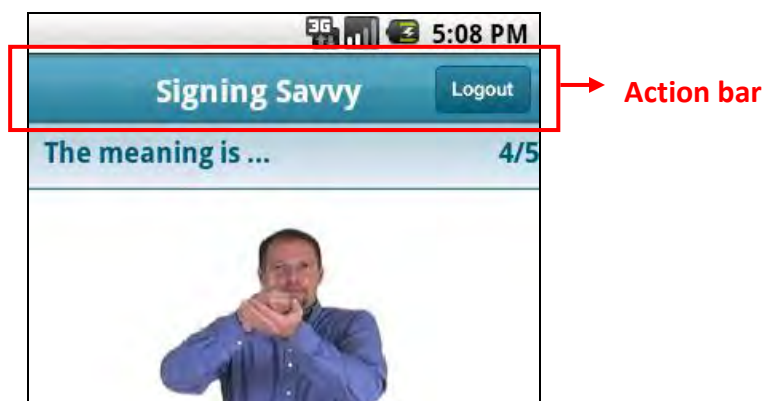 3G 5:08 PM
Signing Savvy Logout
Action bar
The meaning is ... 4/5